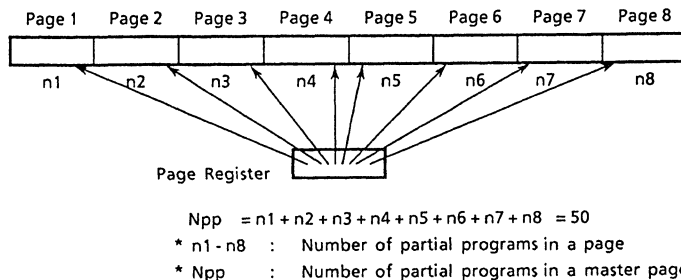 Page 1 Page 2 Page 3 Page 4 Page 5 Page 6 Page 7 Page 8
n1 n2 n3 n4 n5 n6 n7 n8
Page Register
Npp = n1 + n2 + n3 + n4 + n5 + n6 + n7 + n8 = 50
* n1 - n8 : Number of partial programs in a page
* Npp : Number of partial programs in a master page